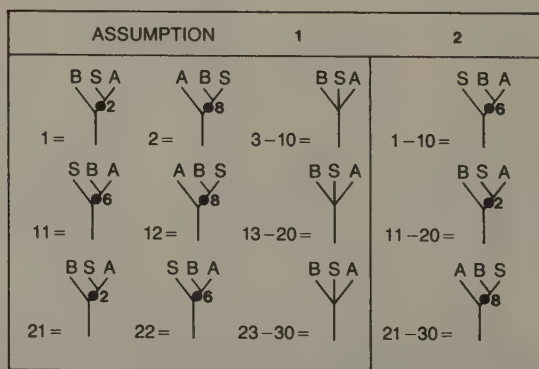 ASSUMPTION 1 2
B S A A B S B S A S B A
2 8 6
1= 2= 3-10= 1-10=
S B A A B S B S A B S A
6 8 2
11= 12= 13-20= 11-20=
B S A S B A B S A A B S
2 6 8
21= 22= 23-30= 21-30=